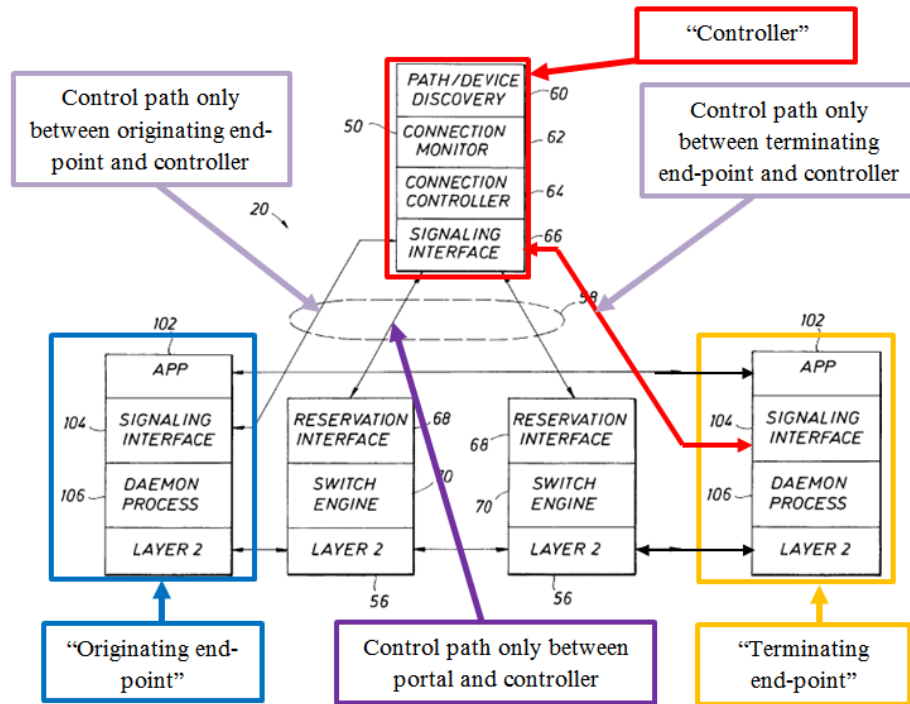 “Controller”
Control path only
between originating end-
point and controller
Control path only
between terminating
end-point and controller
PATH/DEVICE
DISCOVERY
60
50
CONNECTION
MONITOR
62
CONNECTION
CONTROLLER
64
SIGNALING
INTERFACE
66
20
58
102
APP
104
SIGNALING
INTERFACE
106
DAEMON
PROCESS
LAYER 2
RESERVATION
INTERFACE
68
SWITCH
ENGINE
70
LAYER 2
56
RESERVATION
INTERFACE
68
SWITCH
ENGINE
70
LAYER 2
56
102
APP
104
SIGNALING
INTERFACE
106
DAEMON
PROCESS
LAYER 2
“Originating end-
point”
Control path only between
portal and controller
“Terminating
end-point”